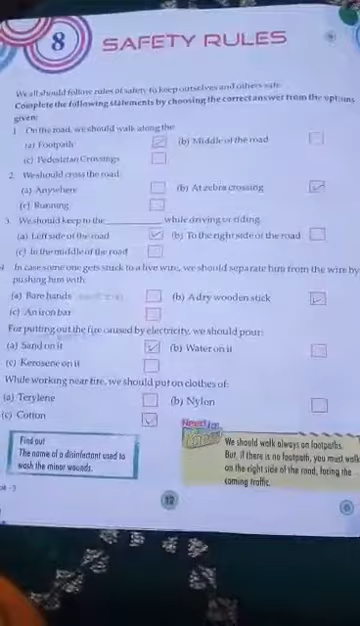 8 SAFETY RULES
We all should follow rules of safety to keep ourselves and others safe.
Complete the following statements by choosing the correct answer from the options
given:
1. On the road, we should walk along the
(a) Footpath (b) Middle of the road
(c) Pedestrian Crossings
2. We should cross the road:
(a) Anywhere (b) At zebra crossing
(c) Running
3. We should keep to the __________ while driving or riding.
(a) Left side of the road (b) To the right side of the road
(c) In the middle of the road
In case some one gets stuck to a live wire, we should separate him from the wire by
pushing him with:
(a) Bare hands (b) A dry wooden stick
(c) An iron bar
For putting out the fire caused by electricity, we should pour:
(a) Sand on it (b) Water on it
(c) Kerosene on it
While working near fire, we should put on clothes of:
(a) Terylene (b) Nylon
(c) Cotton
Find out
The name of a disinfectant used to
wash the minor wounds.
We should walk always on footpaths.
But, if there is no footpath, you must walk
on the right side of the road, facing the
coming traffic.